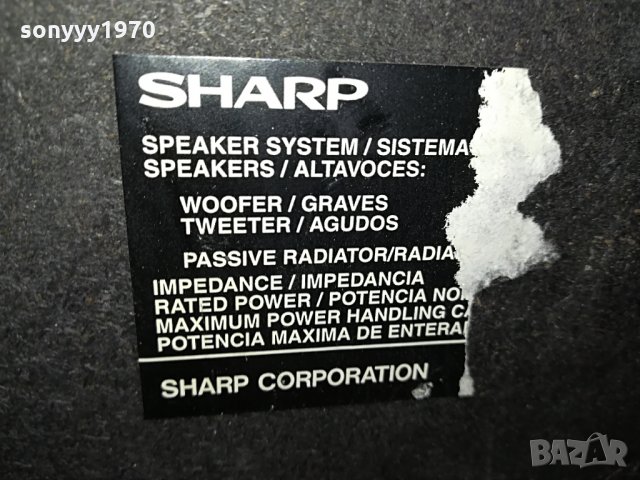 sonyyy1970
SHARP
SPEAKER SYSTEM / SISTEMA
SPEAKERS / ALTAVOCES:
WOOFER / GRAVES
TWEETER / AGUDOS
PASSIVE RADIATOR/RADIA
IMPEDANCE / IMPEDANCIA
RATED POWER / POTENCIA NO
MAXIMUM POWER HANDLING CA
POTENCIA MAXIMA DE ENTERA
SHARP CORPORATION
BAZAR